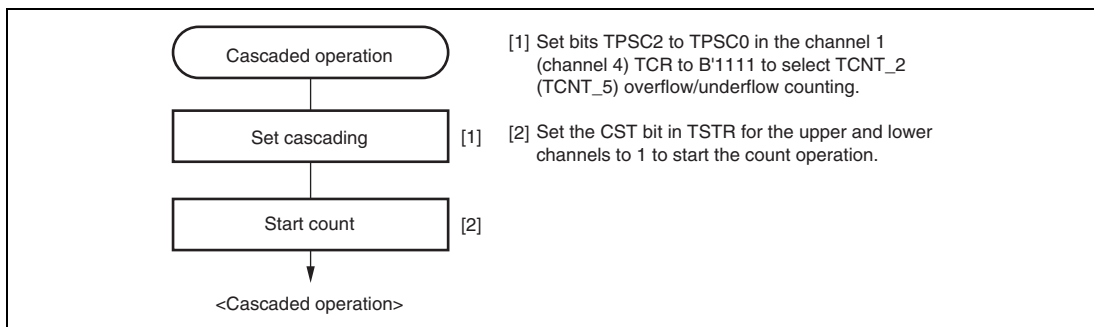 Cascaded operation
Set cascading
[1]
Start count
[2]
<Cascaded operation>
[1] Set bits TPSC2 to TPSC0 in the channel 1
(channel 4) TCR to B'1111 to select TCNT_2
(TCNT_5) overflow/underflow counting.
[2] Set the CST bit in TSTR for the upper and lower
channels to 1 to start the count operation.